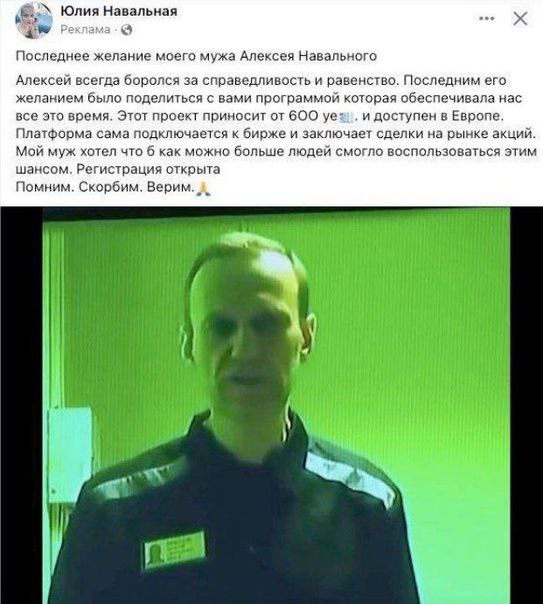 Юлия Навальная
Реклама ·
Последнее желание моего мужа Алексея Навального
Алексей всегда боролся за справедливость и равенство. Последним его
желанием было поделиться с вами программой которая обеспечивала нас
все это время. Этот проект приносит от 600 уе💶. и доступен в Европе.
Платформа сама подключается к бирже и заключает сделки на рынке акций.
Мой муж хотел что б как можно больше людей смогло воспользоваться этим
шансом. Регистрация открыта
Помним. Скорбим. Верим.🙏